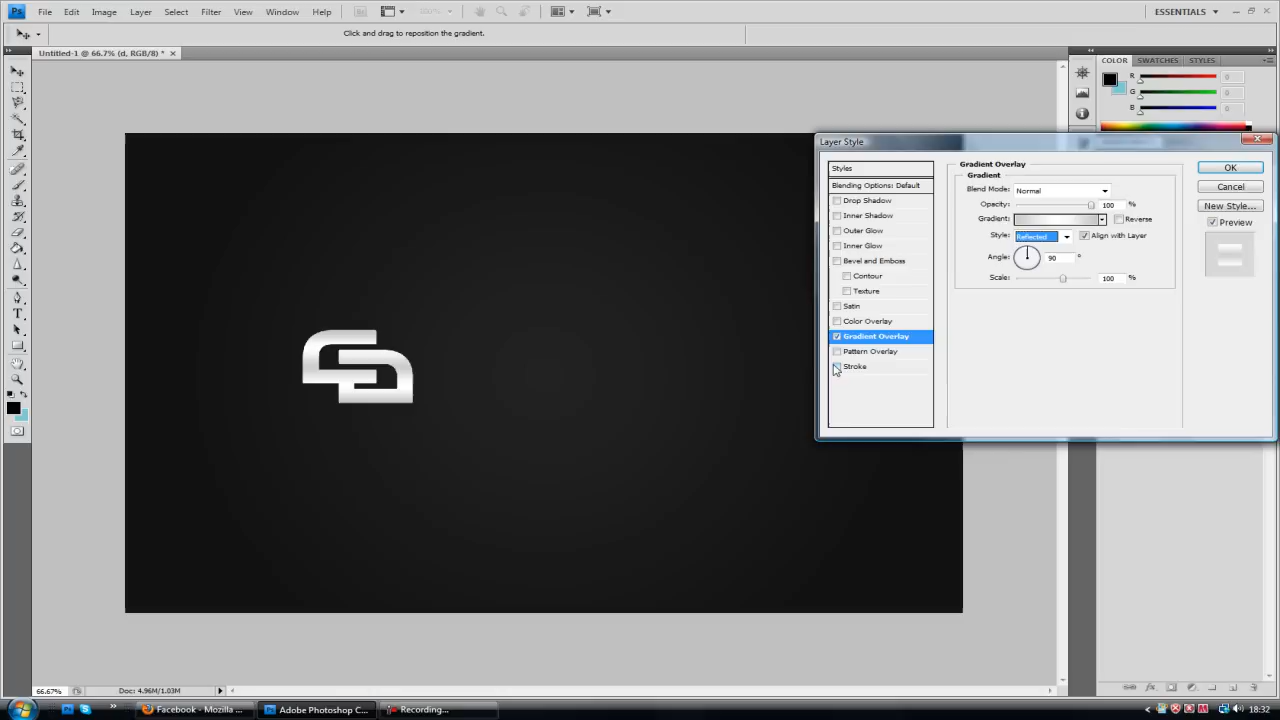 Ps File Edit Image Layer Select Filter View Window Help ESSENTIALS
Click and drag to reposition the gradient.
Untitled-1 @ 66.7% (d, RGB/8) *
COLOR SWATCHES STYLES
R 0
G 0
B 0
Layer Style
Styles
Blending Options: Default
Drop Shadow
Inner Shadow
Outer Glow
Inner Glow
Bevel and Emboss
Contour
Texture
Satin
Color Overlay
Gradient Overlay
Pattern Overlay
Stroke
Gradient Overlay
Gradient
Blend Mode: Normal
Opacity: 100 %
Gradient: Reverse
Style: Reflected Align with Layer
Angle: 90 °
Scale: 100 %
OK
Cancel
New Style...
Preview
66.67% Doc: 4.96M/1.03M
Facebook - Mozilla ... Adobe Photoshop C... Recording... 18:32